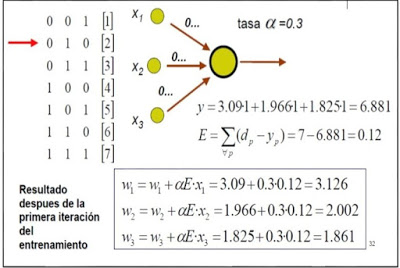 0 0 1 [1]
0 1 0 [2]
0 1 1 [3]
1 0 0 [4]
1 0 1 [5]
1 1 0 [6]
1 1 1 [7]
x₁
0...
tasa α=0.3
x₂
0...
x₃
0...
y=3.09·1+1.966·1+1.825·1=6.881
E=∑(dₚ−yₚ)=7−6.881=0.12
∀p
Resultado
despues de la
primera iteración
del
entrenamiento
w₁=w₁+αE·x₁=3.09+0.3·0.12=3.126
w₂=w₂+αE·x₂=1.966+0.3·0.12=2.002
w₃=w₃+αE·x₃=1.825+0.3·0.12=1.861
32